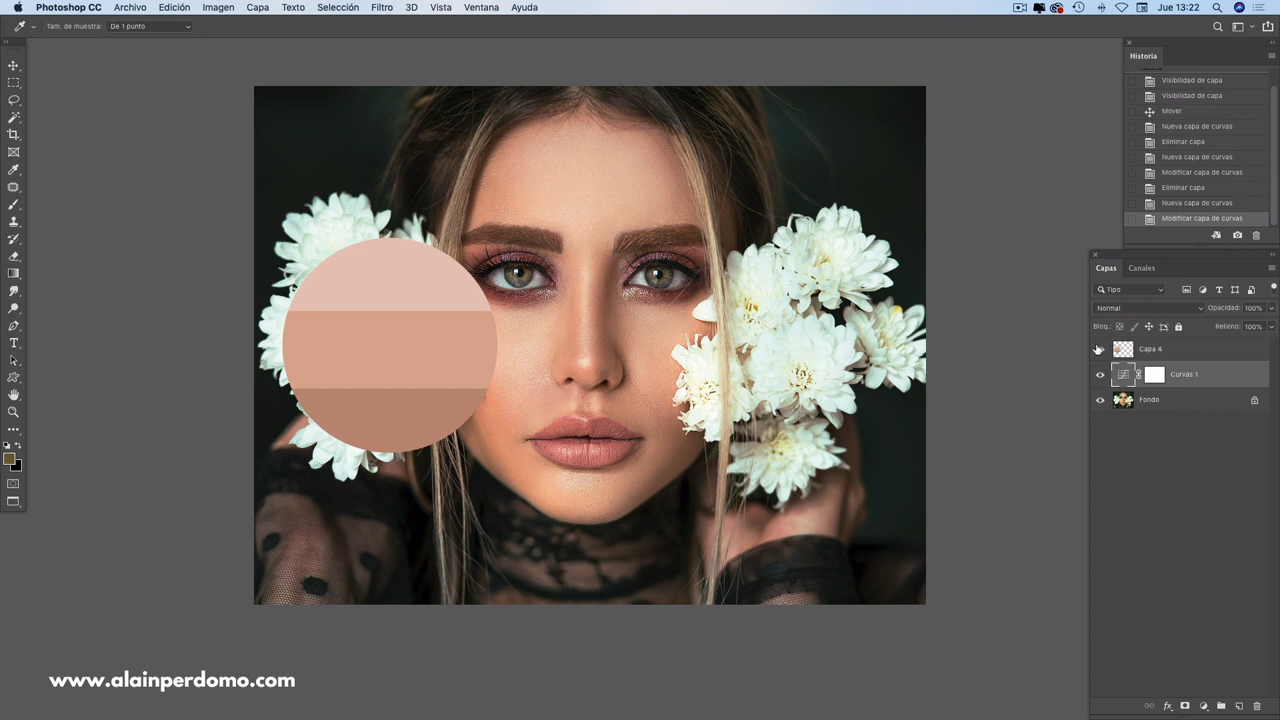 Photoshop CC Archivo Edición Imagen Capa Texto Selección Filtro 3D Vista Ventana Ayuda Jue 13:22
Tam. de muestra: De 1 punto
Historia
Visibilidad de capa
Visibilidad de capa
Mover
Nueva capa de curvas
Eliminar capa
Nueva capa de curvas
Modificar capa de curvas
Eliminar capa
Nueva capa de curvas
Modificar capa de curvas
Capas Canales
Tipo
Normal Opacidad: 100%
Bloq.: Relleno: 100%
Capa 4
Curvas 1
Fondo
fx
www.alainperdomo.com